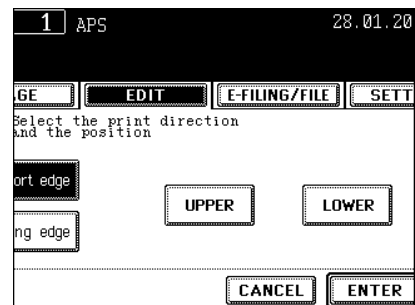 1 APS 28.01.20
.GE EDIT E-FILING/FILE SETT
Select the print direction
and the position
ort edge
UPPER LOWER
ng edge
CANCEL ENTER